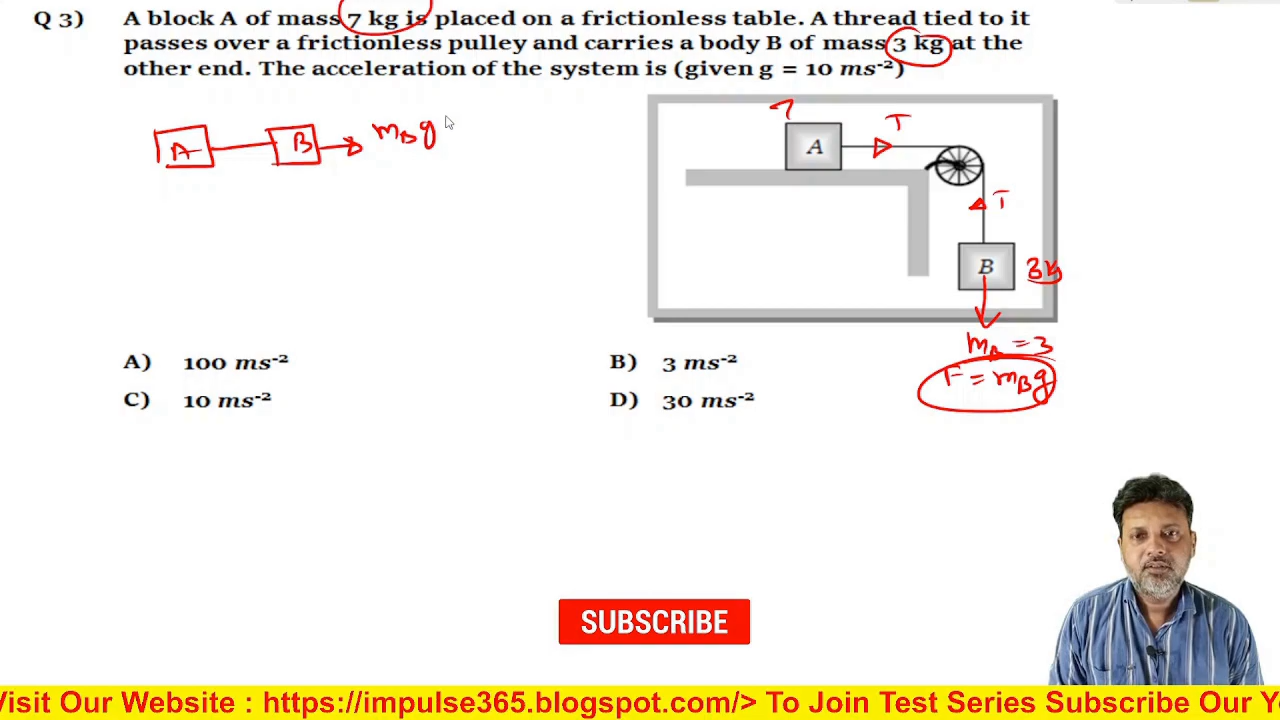 Q 3) A block A of mass 7 kg is placed on a frictionless table. A thread tied to it
passes over a frictionless pulley and carries a body B of mass 3 kg at the
other end. The acceleration of the system is (given g = 10 ms⁻²)
A B mBg
7
A T
T
B 3kg
mB = 3
F = mBg
A) 100 ms⁻² B) 3 ms⁻²
C) 10 ms⁻² D) 30 ms⁻²
SUBSCRIBE
Visit Our Website : https://impulse365.blogspot.com/> To Join Test Series Subscribe Our